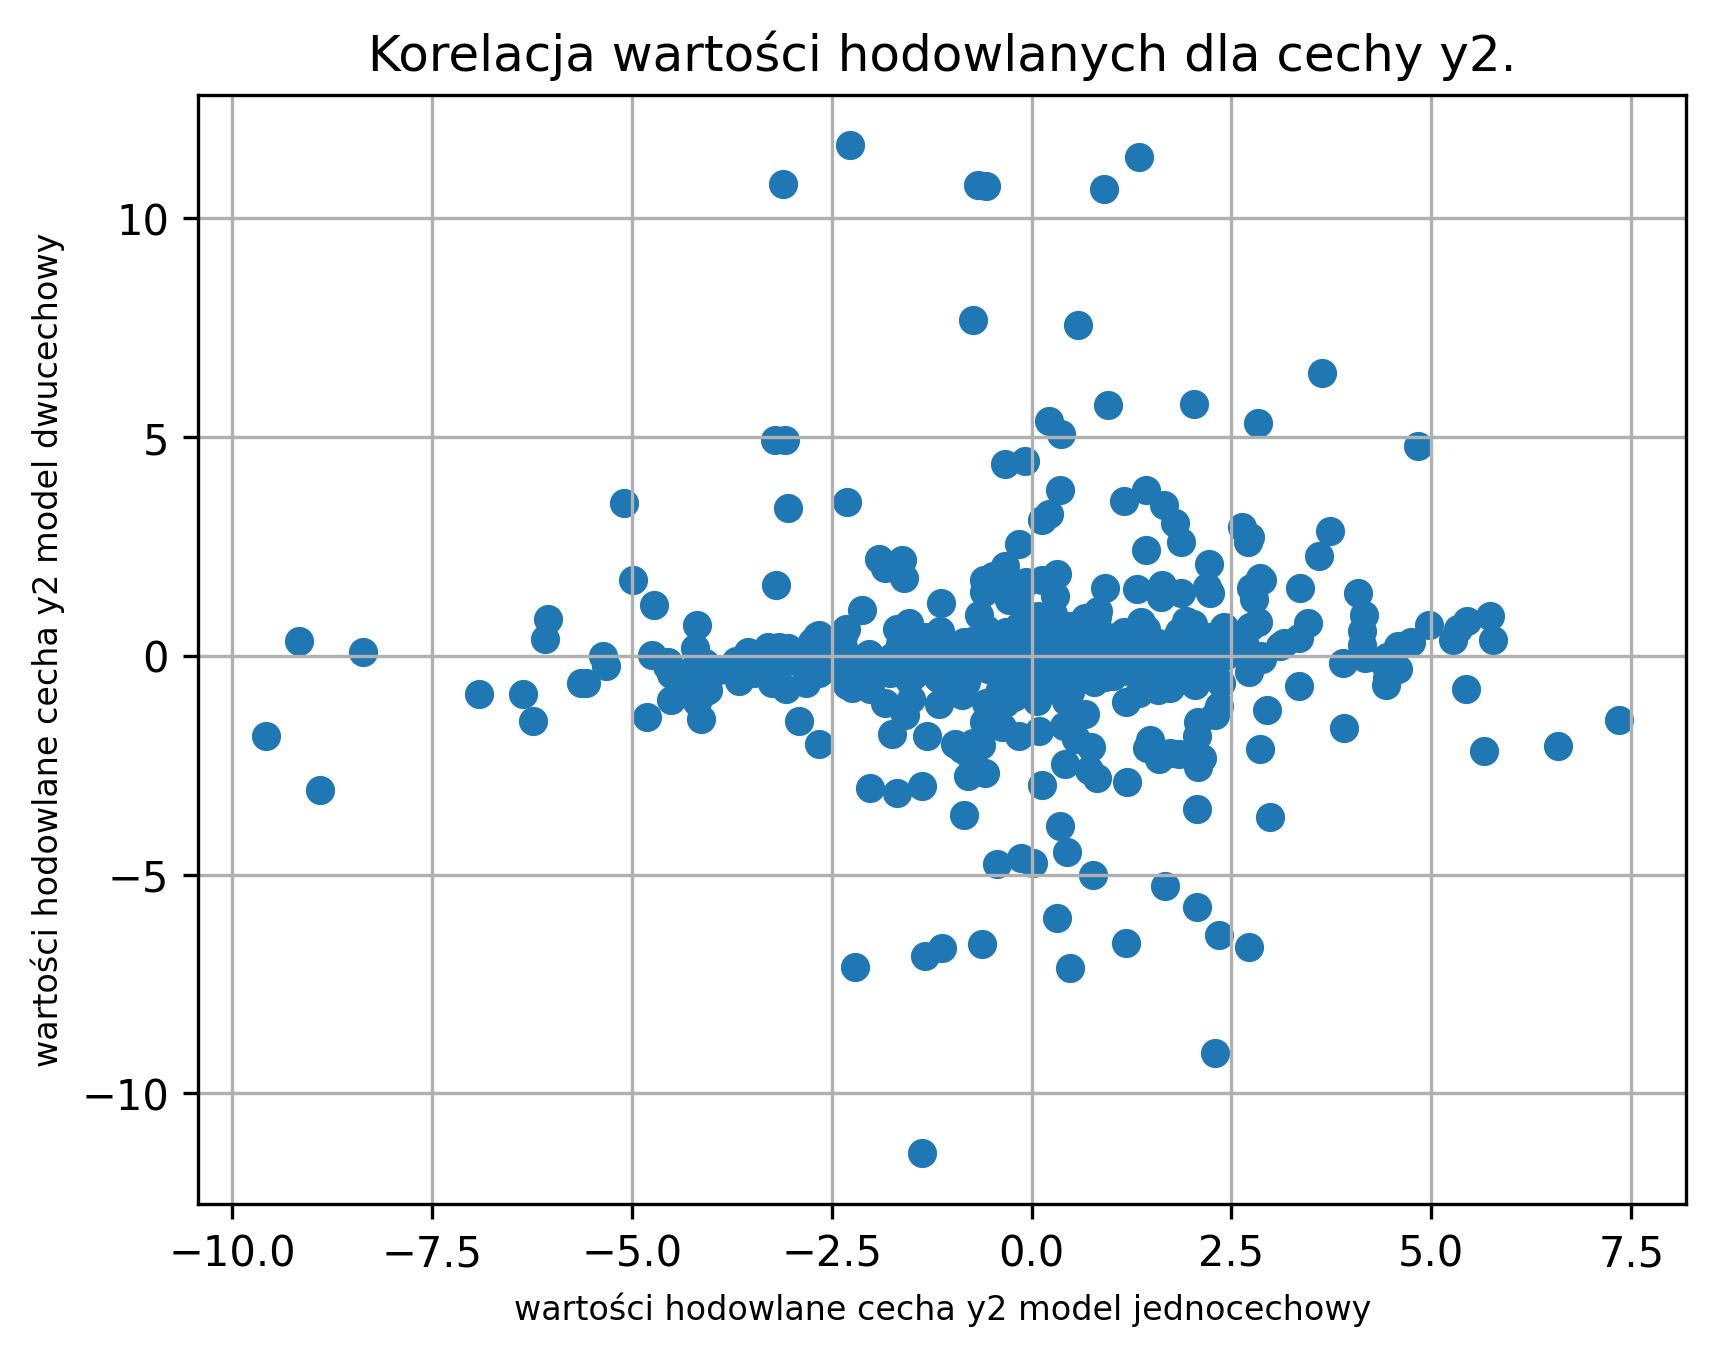 Korelacja wartości hodowlanych dla cechy y2.
wartości hodowlane cecha y2 model dwucechowy
10
5
0
−5
−10
−10.0 −7.5 −5.0 −2.5 0.0 2.5 5.0 7.5
wartości hodowlane cecha y2 model jednocechowy